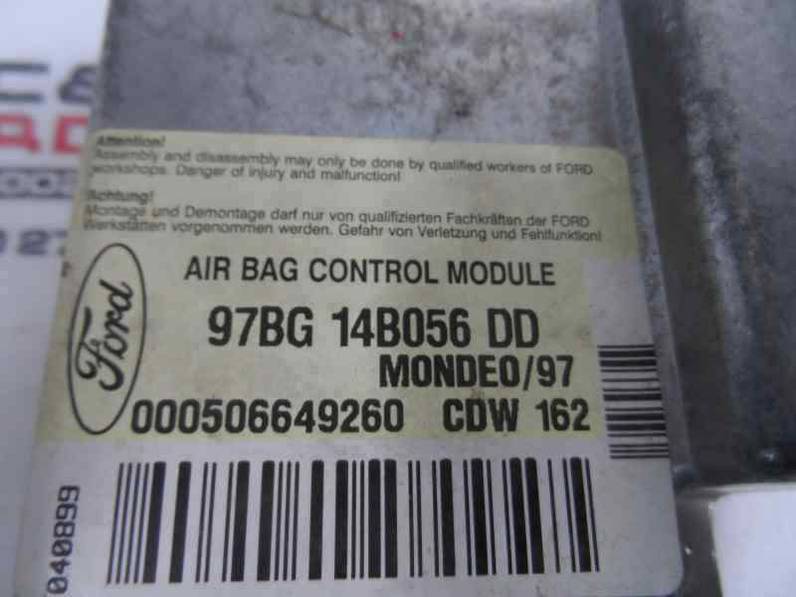 Attention!
Assembly and disassembly may only be done by qualified workers of FORD
workshops. Danger of injury and malfunction!
Achtung!
Montage und Demontage darf nur von qualifizierten Fachkräften der FORD
Werkstätten vorgenommen werden. Gefahr von Verletzung und Fehlfunktion!
AIR BAG CONTROL MODULE
Ford
97BG 14B056 DD
MONDEO/97
000506649260 CDW 162
040899